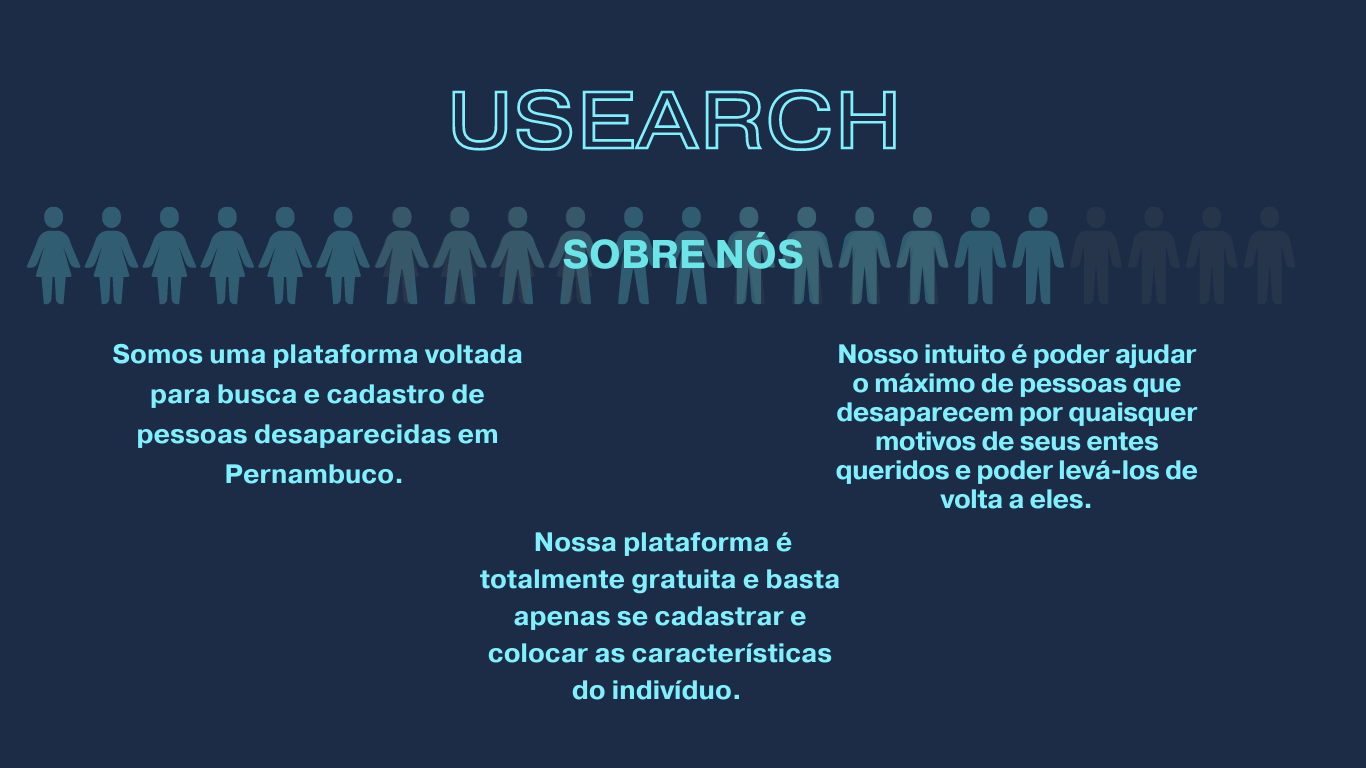 USEARCH
SOBRE NÓS
Somos uma plataforma voltada
para busca e cadastro de
pessoas desaparecidas em
Pernambuco.
Nosso intuito é poder ajudar
o máximo de pessoas que
desaparecem por quaisquer
motivos de seus entes
queridos e poder levá-los de
volta a eles.
Nossa plataforma é
totalmente gratuita e basta
apenas se cadastrar e
colocar as características
do indivíduo.